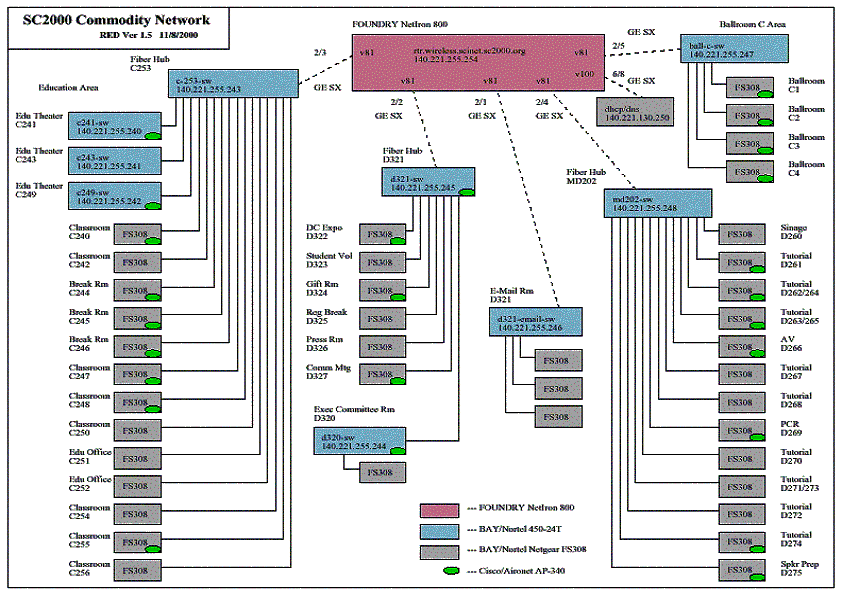 SC2000 Commodity Network
RED Ver 1.5 11/8/2000
FOUNDRY NetIron 800
rtr.wireless.scinet.sc2000.org
140.221.255.254
v81
v81
v100
v81
v81
v81
2/3
GE SX
2/5
GE SX
6/8
GE SX
2/2
GE SX
2/1
GE SX
2/4
GE SX
dhcp/dns
140.221.130.250
Ballroom C Area
ball-c-sw
140.221.255.247
FS308
Ballroom
C1
FS308
Ballroom
C2
FS308
Ballroom
C3
FS308
Ballroom
C4
Fiber Hub
C253
c-253-sw
140.221.255.243
Education Area
Edu Theater
C241
c241-sw
140.221.255.240
Edu Theater
C243
c243-sw
140.221.255.241
Edu Theater
C249
c249-sw
140.221.255.242
Classroom
C240
FS308
Classroom
C242
FS308
Break Rm
C244
FS308
Break Rm
C245
FS308
Break Rm
C246
FS308
Classroom
C247
FS308
Classroom
C248
FS308
Classroom
C250
FS308
Edu Office
C251
FS308
Edu Office
C252
FS308
Classroom
C254
FS308
Classroom
C255
FS308
Classroom
C256
FS308
Fiber Hub
D321
d321-sw
140.221.255.245
DC Expo
D322
FS308
Student Vol
D323
FS308
Gift Rm
D324
FS308
Reg Break
D325
FS308
Press Rm
D326
FS308
Comm Mtg
D327
FS308
Exec Committee Rm
D320
d320-sw
140.221.255.244
FS308
E-Mail Rm
D321
d321-email-sw
140.221.255.246
FS308
FS308
FS308
Fiber Hub
MD202
md202-sw
140.221.255.248
FS308
Sinage
D260
FS308
Tutorial
D261
FS308
Tutorial
D262/264
FS308
Tutorial
D263/265
FS308
AV
D266
FS308
Tutorial
D267
FS308
Tutorial
D268
FS308
PCR
D269
FS308
Tutorial
D270
FS308
Tutorial
D271/273
FS308
Tutorial
D272
FS308
Tutorial
D274
FS308
Spkr Prep
D275
--- FOUNDRY NetIron 800
--- BAY/Nortel 450-24T
--- BAY/Nortel Netgear FS308
--- Cisco/Aironet AP-340